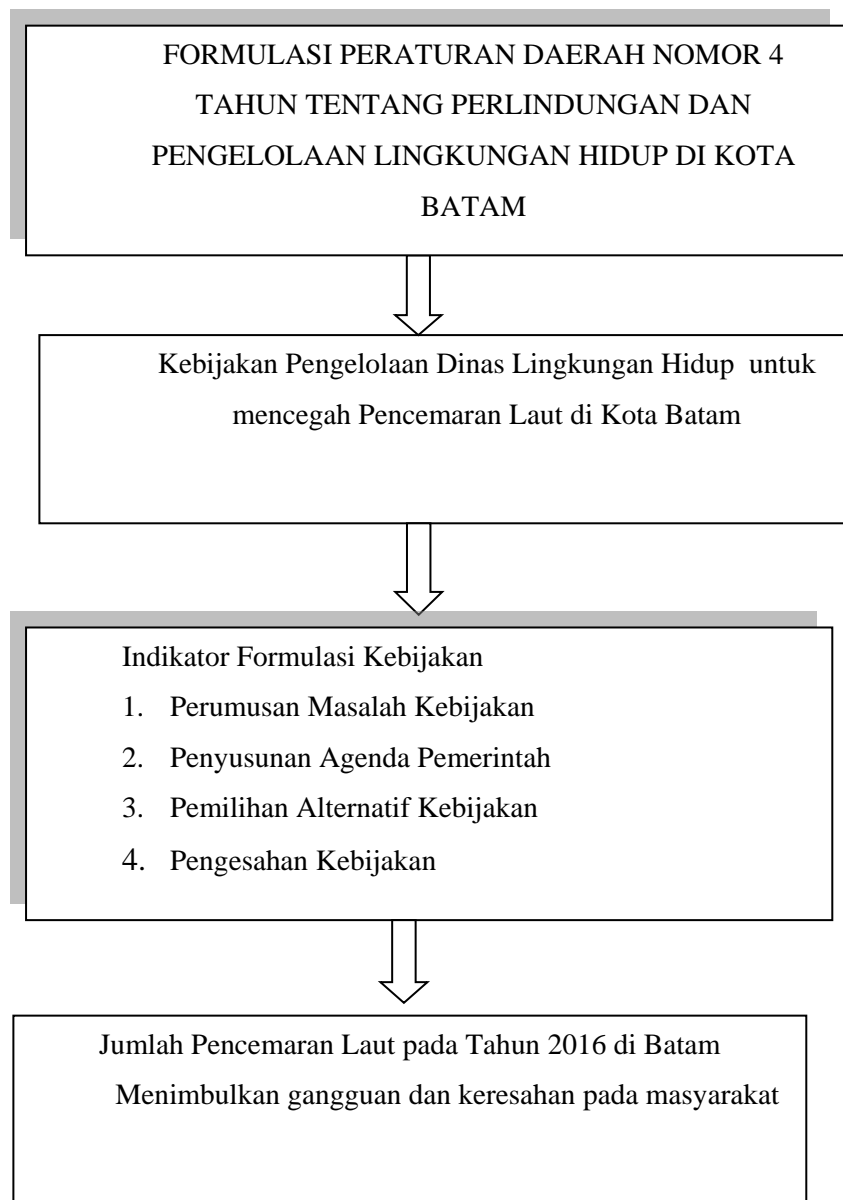 FORMULASI PERATURAN DAERAH NOMOR 4
TAHUN TENTANG PERLINDUNGAN DAN
PENGELOLAAN LINGKUNGAN HIDUP DI KOTA
BATAM
Kebijakan Pengelolaan Dinas Lingkungan Hidup untuk
mencegah Pencemaran Laut di Kota Batam
Indikator Formulasi Kebijakan
1. Perumusan Masalah Kebijakan
2. Penyusunan Agenda Pemerintah
3. Pemilihan Alternatif Kebijakan
4. Pengesahan Kebijakan
Jumlah Pencemaran Laut pada Tahun 2016 di Batam
Menimbulkan gangguan dan keresahan pada masyarakat